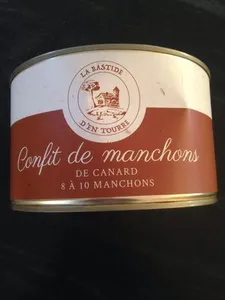 LA BASTIDE
D'EN TOURRE
Confit de manchons
DE CANARD
8 À 10 MANCHONS